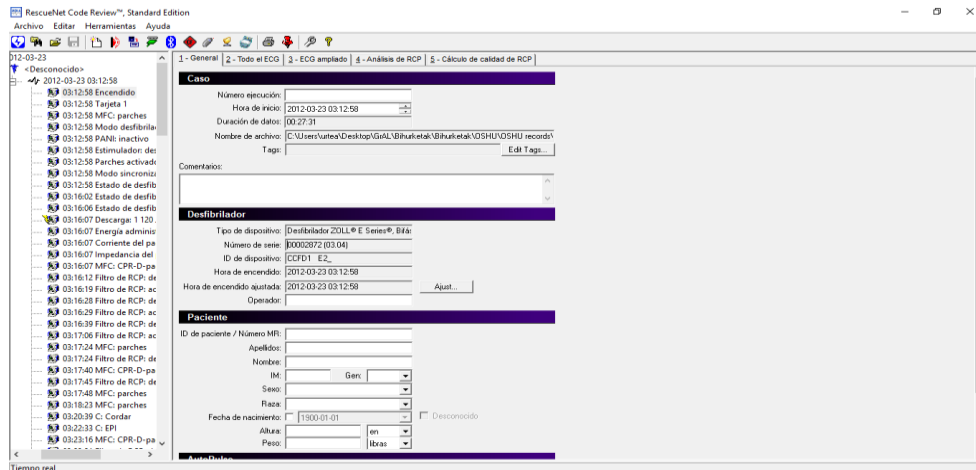 RescueNet Code Review™, Standard Edition
Archivo Editar Herramientas Ayuda
012-03-23
<Desconocido>
2012-03-23 03:12:58
03:12:58 Encendido
03:12:58 Tarjeta 1
03:12:58 MFC: parches
03:12:58 Modo desfibrila
03:12:58 PANI: inactivo
03:12:58 Estimulador: des
03:12:58 Parches activado
03:12:58 Modo sincroniza
03:12:58 Estado de desfib
03:16:02 Estado de desfib
03:16:06 Estado de desfib
03:16:07 Descarga: 1 120
03:16:07 Energía adminis
03:16:07 Corriente del pa
03:16:07 Impedancia del
03:16:07 MFC: CPR-D-pa
03:16:12 Filtro de RCP: de
03:16:19 Filtro de RCP: ac
03:16:28 Filtro de RCP: de
03:16:29 Filtro de RCP: ac
03:16:39 Filtro de RCP: de
03:17:06 Filtro de RCP: ac
03:17:24 MFC: parches
03:17:24 Filtro de RCP: de
03:17:40 MFC: CPR-D-pa
03:17:45 Filtro de RCP: de
03:17:48 MFC: parches
03:18:23 MFC: parches
03:20:39 C: Cordar
03:22:33 C: EPI
03:23:16 MFC: CPR-D-pa
1 - General 2 - Todo el ECG 3 - ECG ampliado 4 - Análisis de RCP 5 - Cálculo de calidad de RCP
Caso
Número ejecución:
Hora de inicio: 2012-03-23 03:12:58
Duración de datos: 00:27:31
Nombre de archivo: C:\Users\urtea\Desktop\GrAL\Bihurketak\Bihurketak\OSHU\OSHU records\
Tags: Edit Tags...
Comentarios:
Desfibrilador
Tipo de dispositivo: Desfibrilador ZOLL® E Series®, Bifás
Número de serie: 00002872 (03.04)
ID de dispositivo: CCFD1 E2_
Hora de encendido: 2012-03-23 03:12:58
Hora de encendido ajustada: 2012-03-23 03:12:58 Ajust...
Operador:
Paciente
ID de paciente / Número MR:
Apellidos:
Nombre:
IM: Gen:
Sexo:
Raza:
Fecha de nacimiento: 1900-01-01 Desconocido
Altura: en
Peso: libras
AutoPulse
Tiempo real